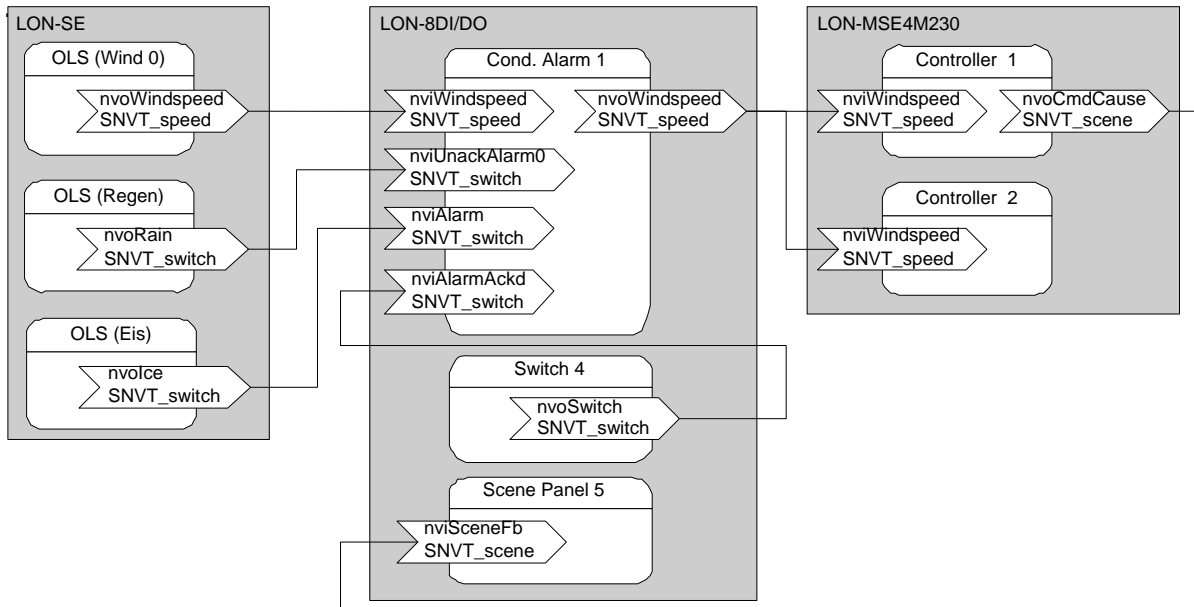 LON-SE
OLS (Wind 0)
nvoWindspeed
SNVT_speed
OLS (Regen)
nvoRain
SNVT_switch
OLS (Eis)
nvoIce
SNVT_switch
LON-8DI/DO
Cond. Alarm 1
nviWindspeed
SNVT_speed
nvoWindspeed
SNVT_speed
nviUnackAlarm0
SNVT_switch
nviAlarm
SNVT_switch
nviAlarmAckd
SNVT_switch
Switch 4
nvoSwitch
SNVT_switch
Scene Panel 5
nviSceneFb
SNVT_scene
LON-MSE4M230
Controller 1
nviWindspeed
SNVT_speed
nvoCmdCause
SNVT_scene
Controller 2
nviWindspeed
SNVT_speed